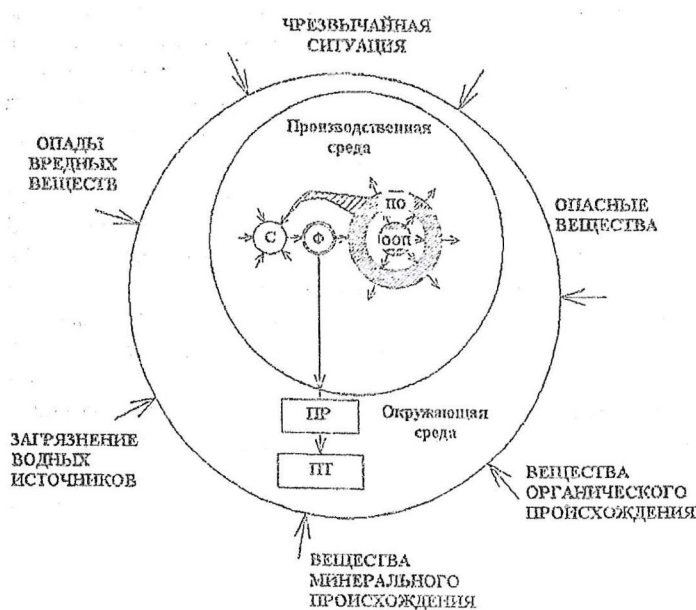 ЧРЕЗВЫЧАЙНАЯ
СИТУАЦИЯ
Производственная
среда
ОПАДЫ
ВРЕДНЫХ
ВЕЩЕСТВ
ПО
С
Ф
ООП
ОПАСНЫЕ
ВЕЩЕСТВА
ПР
Окружающая
среда
ПТ
ЗАГРЯЗНЕНИЕ
ВОДНЫХ
ИСТОЧНИКОВ
ВЕЩЕСТВА
ОРГАНИЧЕСКОГО
ПРОИСХОЖДЕНИЯ
ВЕЩЕСТВА
МИНЕРАЛЬНОГО
ПРОИСХОЖДЕНИЯ